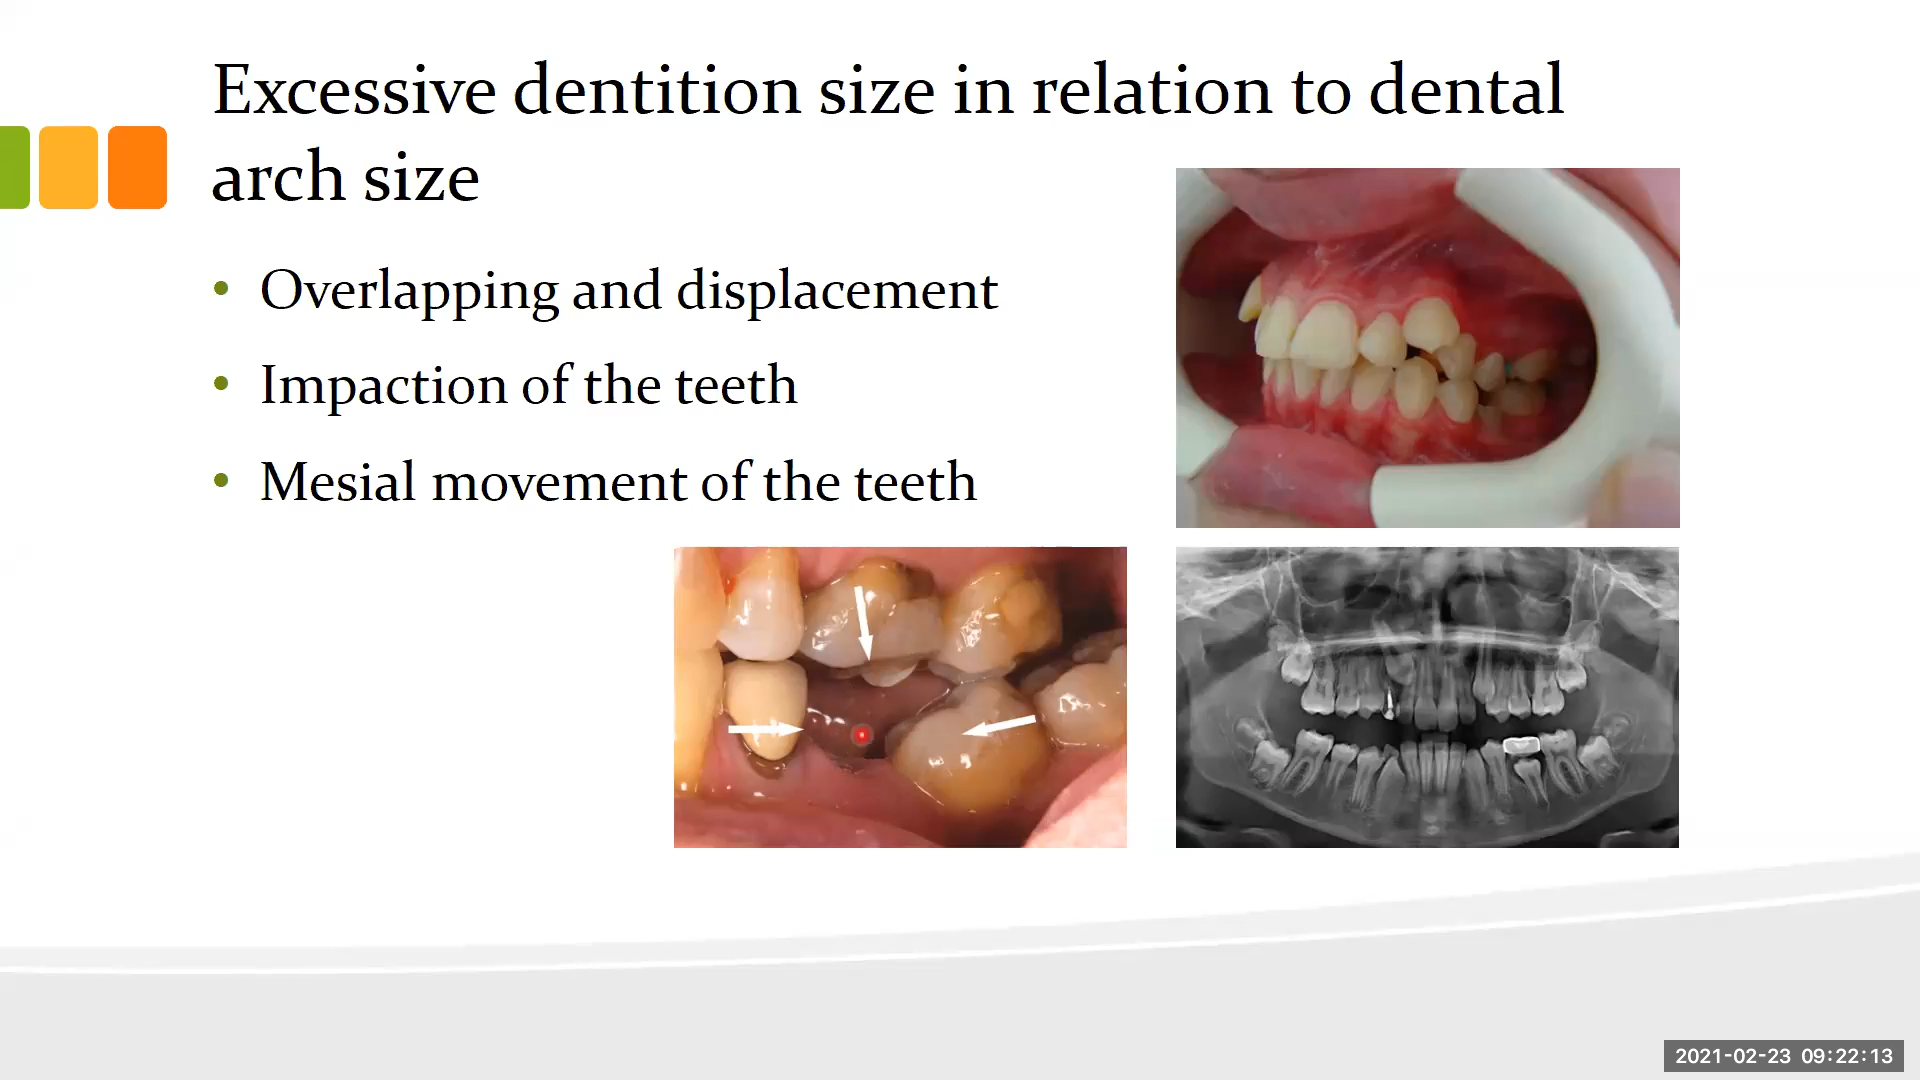 Excessive dentition size in relation to dental
arch size
• Overlapping and displacement
• Impaction of the teeth
• Mesial movement of the teeth
2021-02-23 09:22:13